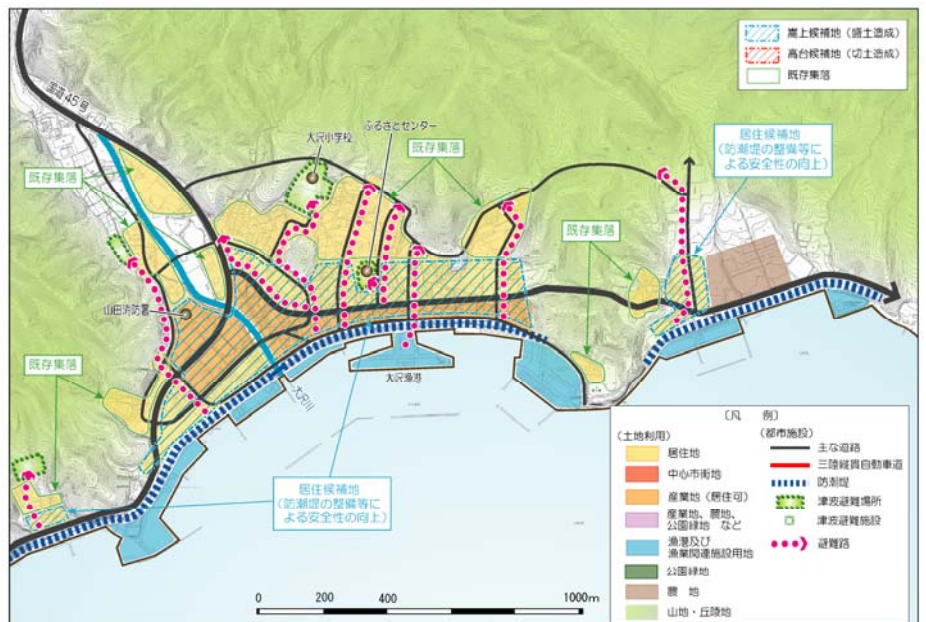 嵩上候補地（盛土造成）
高台候補地（切土造成）
既存集落
国道45号
大沢小学校
ふるさとセンター
居住候補地
（防潮堤の整備等に
よる安全性の向上）
既存集落
既存集落
既存集落
山田消防署
既存集落
大沢川
大沢漁港
居住候補地
（防潮堤の整備等に
よる安全性の向上）
〔凡 例〕
（土地利用）
居住地
中心市街地
産業地（居住可）
産業地、農地、
公園緑地 など
漁港及び
漁業関連施設用地
公園緑地
農 地
山地・丘陵地
（都市施設）
主な道路
三陸縦貫自動車道
防潮堤
津波避難場所
津波避難施設
避難路
0 200 400 1000m